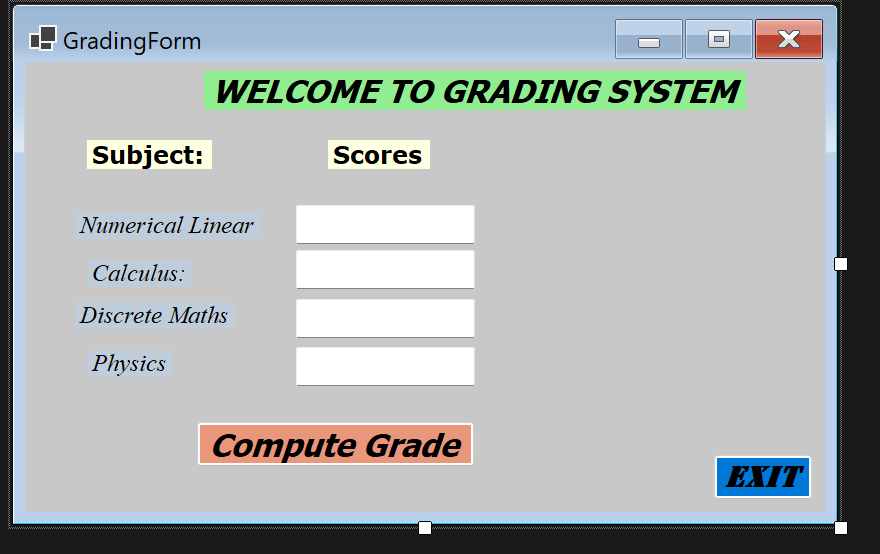 GradingForm
WELCOME TO GRADING SYSTEM
Subject: Scores
Numerical Linear
Calculus:
Discrete Maths
Physics
Compute Grade
EXIT